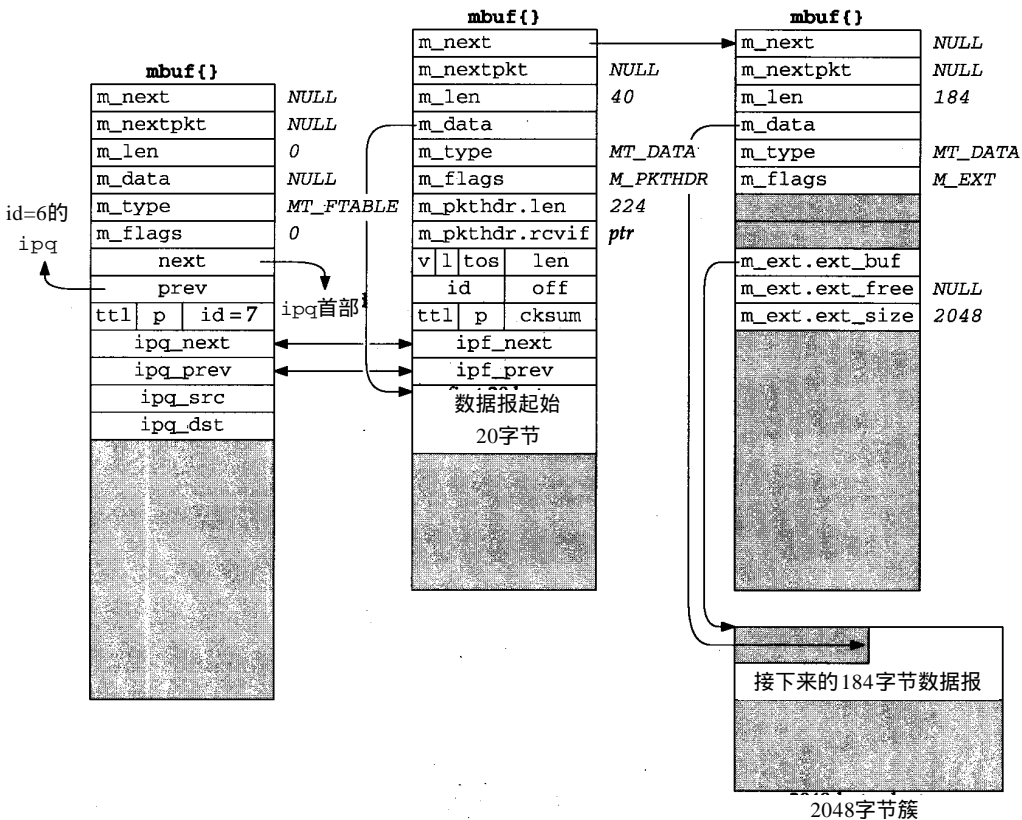 mbuf{}
m_next NULL
m_nextpkt NULL
m_len 0
m_data NULL
m_type MT_FTABLE
m_flags 0
next
prev
ttl p id=7
ipq_next
ipq_prev
ipq_src
ipq_dst
id=6的
ipq
ipq首部
mbuf{}
m_next
m_nextpkt NULL
m_len 40
m_data
m_type MT_DATA
m_flags M_PKTHDR
m_pkthdr.len 224
m_pkthdr.rcvif ptr
v l tos len
id off
ttl p cksum
ipf_next
ipf_prev
数据报起始
20字节
mbuf{}
m_next NULL
m_nextpkt NULL
m_len 184
m_data
m_type MT_DATA
m_flags M_EXT
m_ext.ext_buf
m_ext.ext_free NULL
m_ext.ext_size 2048
接下来的184字节数据报
2048字节簇